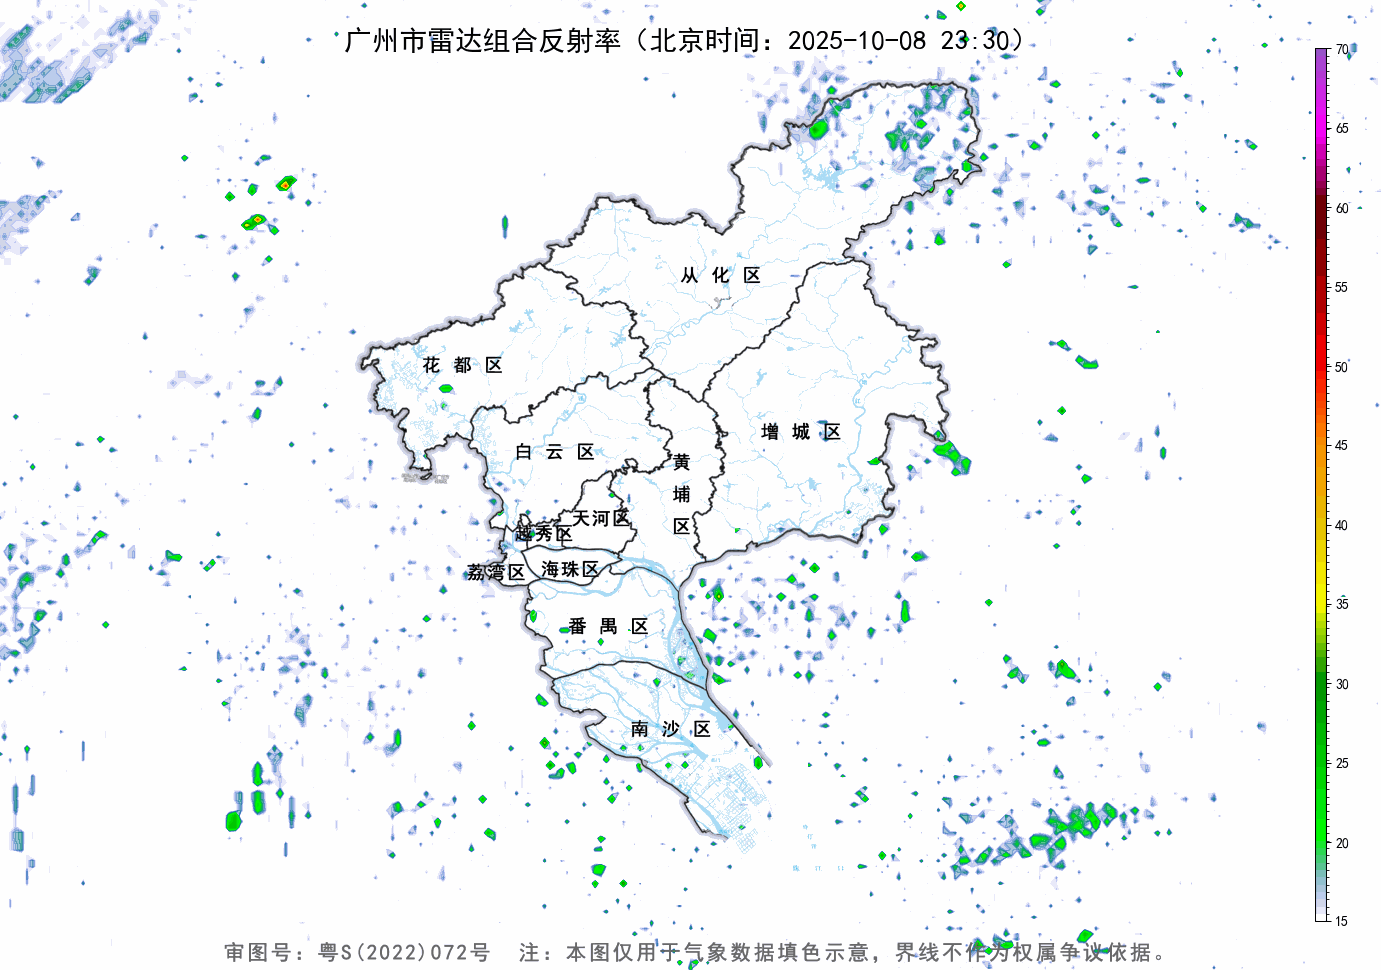 广州市雷达组合反射率（北京时间：2025-10-08 23:30）
70
65
60
55
50
45
40
35
30
25
20
15
从化区
花都区
增城区
白云区
黄埔区
天河区
越秀区
荔湾区
海珠区
番禺区
南沙区
审图号：粤S(2022)072号 注：本图仅用于气象数据填色示意，界线不作为权属争议依据。